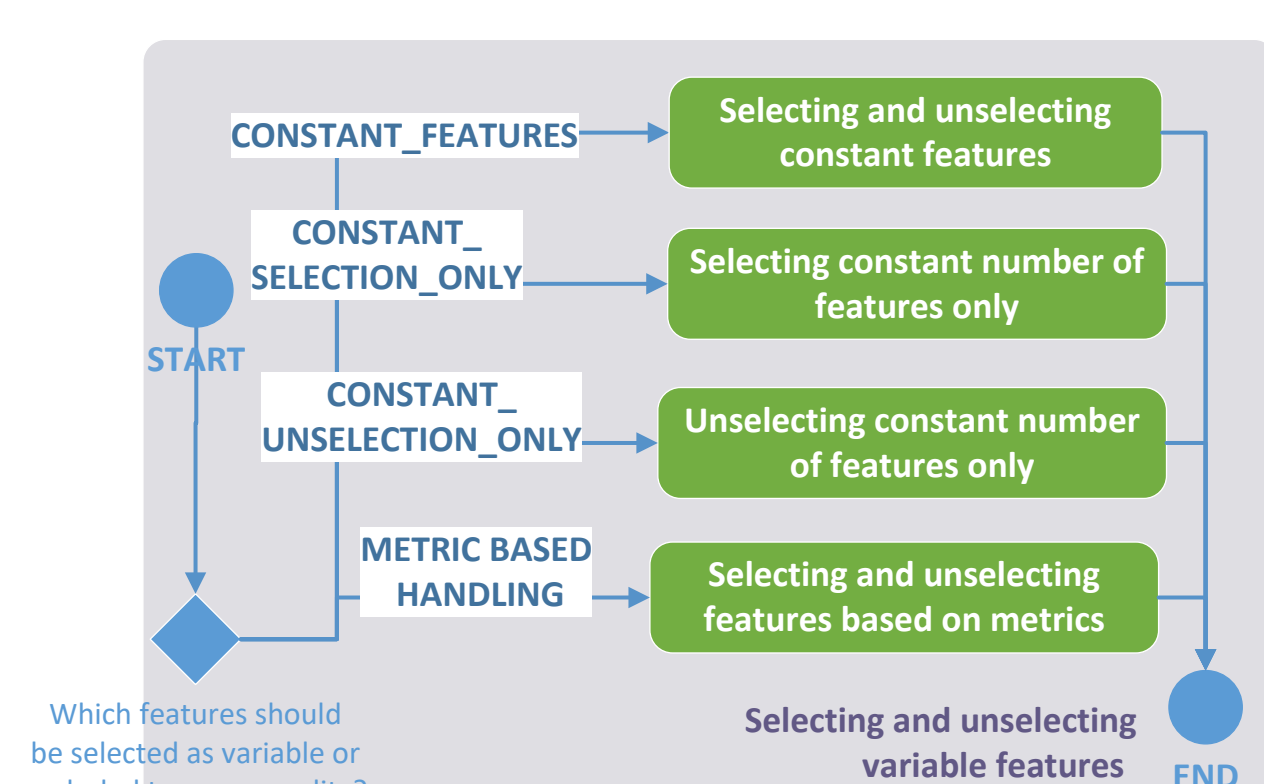 CONSTANT_FEATURES
Selecting and unselecting
constant features
CONSTANT_
SELECTION_ONLY
Selecting constant number of
features only
START
CONSTANT_
UNSELECTION_ONLY
Unselecting constant number
of features only
METRIC BASED
HANDLING
Selecting and unselecting
features based on metrics
Which features should
be selected as variable or
Selecting and unselecting
variable features
END